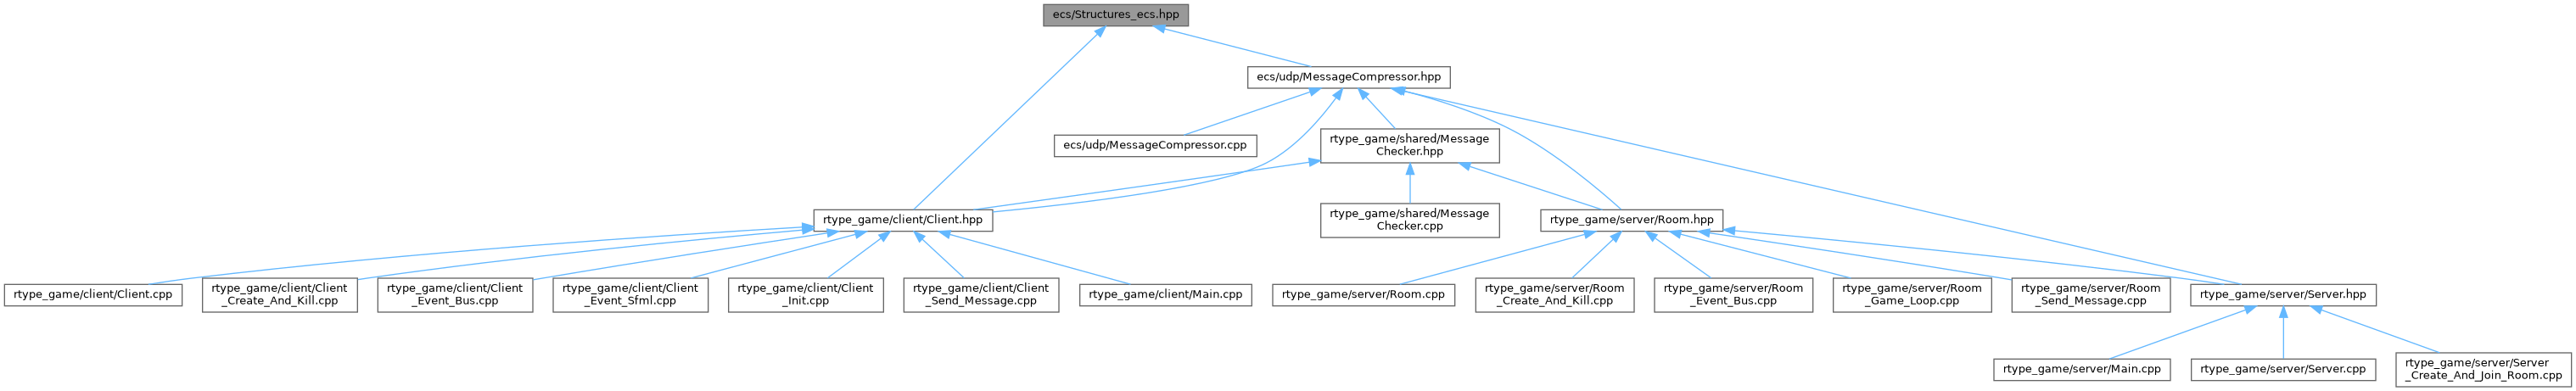 ecs/Structures_ecs.hpp
ecs/udp/MessageCompressor.hpp
ecs/udp/MessageCompressor.cpp
rtype_game/shared/Message
Checker.hpp
rtype_game/client/Client.hpp
rtype_game/shared/Message
Checker.cpp
rtype_game/server/Room.hpp
rtype_game/client/Client.cpp
rtype_game/client/Client
_Create_And_Kill.cpp
rtype_game/client/Client
_Event_Bus.cpp
rtype_game/client/Client
_Event_Sfml.cpp
rtype_game/client/Client
_Init.cpp
rtype_game/client/Client
_Send_Message.cpp
rtype_game/client/Main.cpp
rtype_game/server/Room.cpp
rtype_game/server/Room
_Create_And_Kill.cpp
rtype_game/server/Room
_Event_Bus.cpp
rtype_game/server/Room
_Game_Loop.cpp
rtype_game/server/Room
_Send_Message.cpp
rtype_game/server/Server.hpp
rtype_game/server/Main.cpp
rtype_game/server/Server.cpp
rtype_game/server/Server
_Create_And_Join_Room.cpp